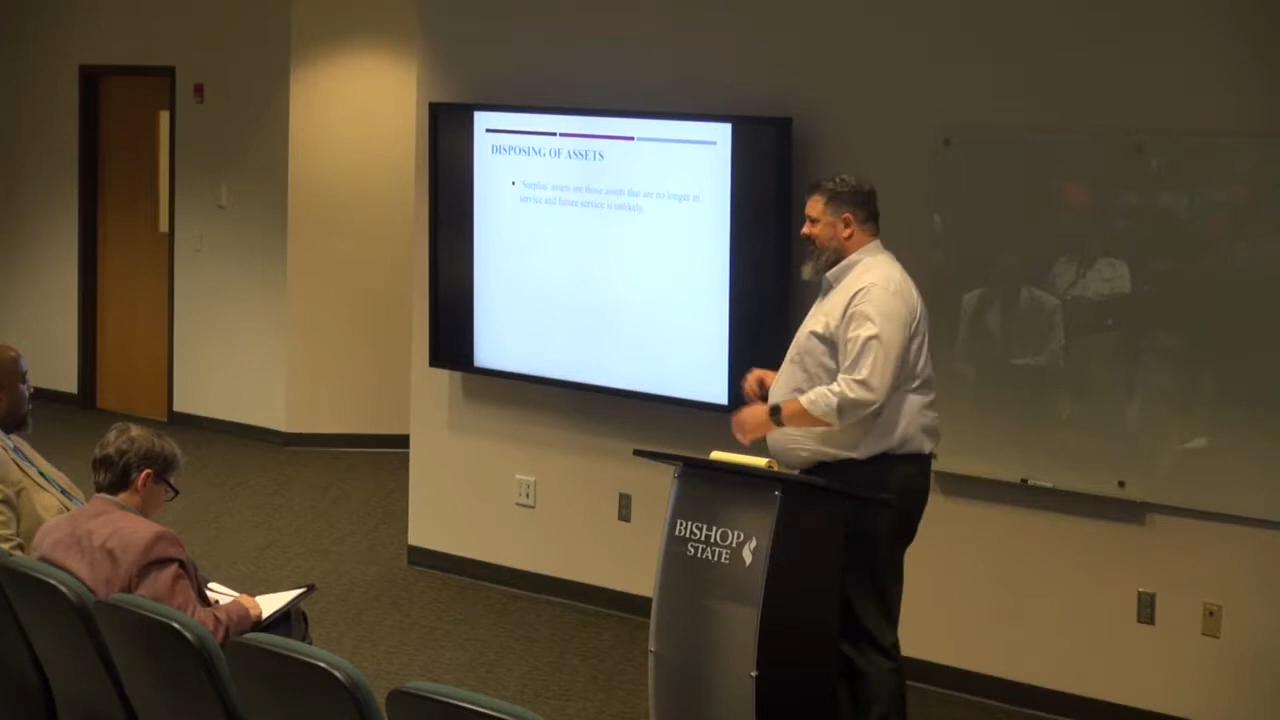 DISPOSING OF ASSETS
▪ 'Surplus' assets are those assets that are no longer in
service and future service is unlikely.
BISHOP
STATE